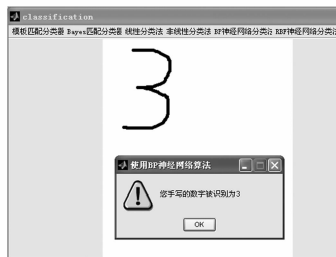 classification
模板匹配分类器 Bayes匹配分类器 线性分类法 非线性分类法 BP神经网络分类法 RBP神经网络分类法
3
使用BP神经网络算法
您手写的数字被识别为3
OK